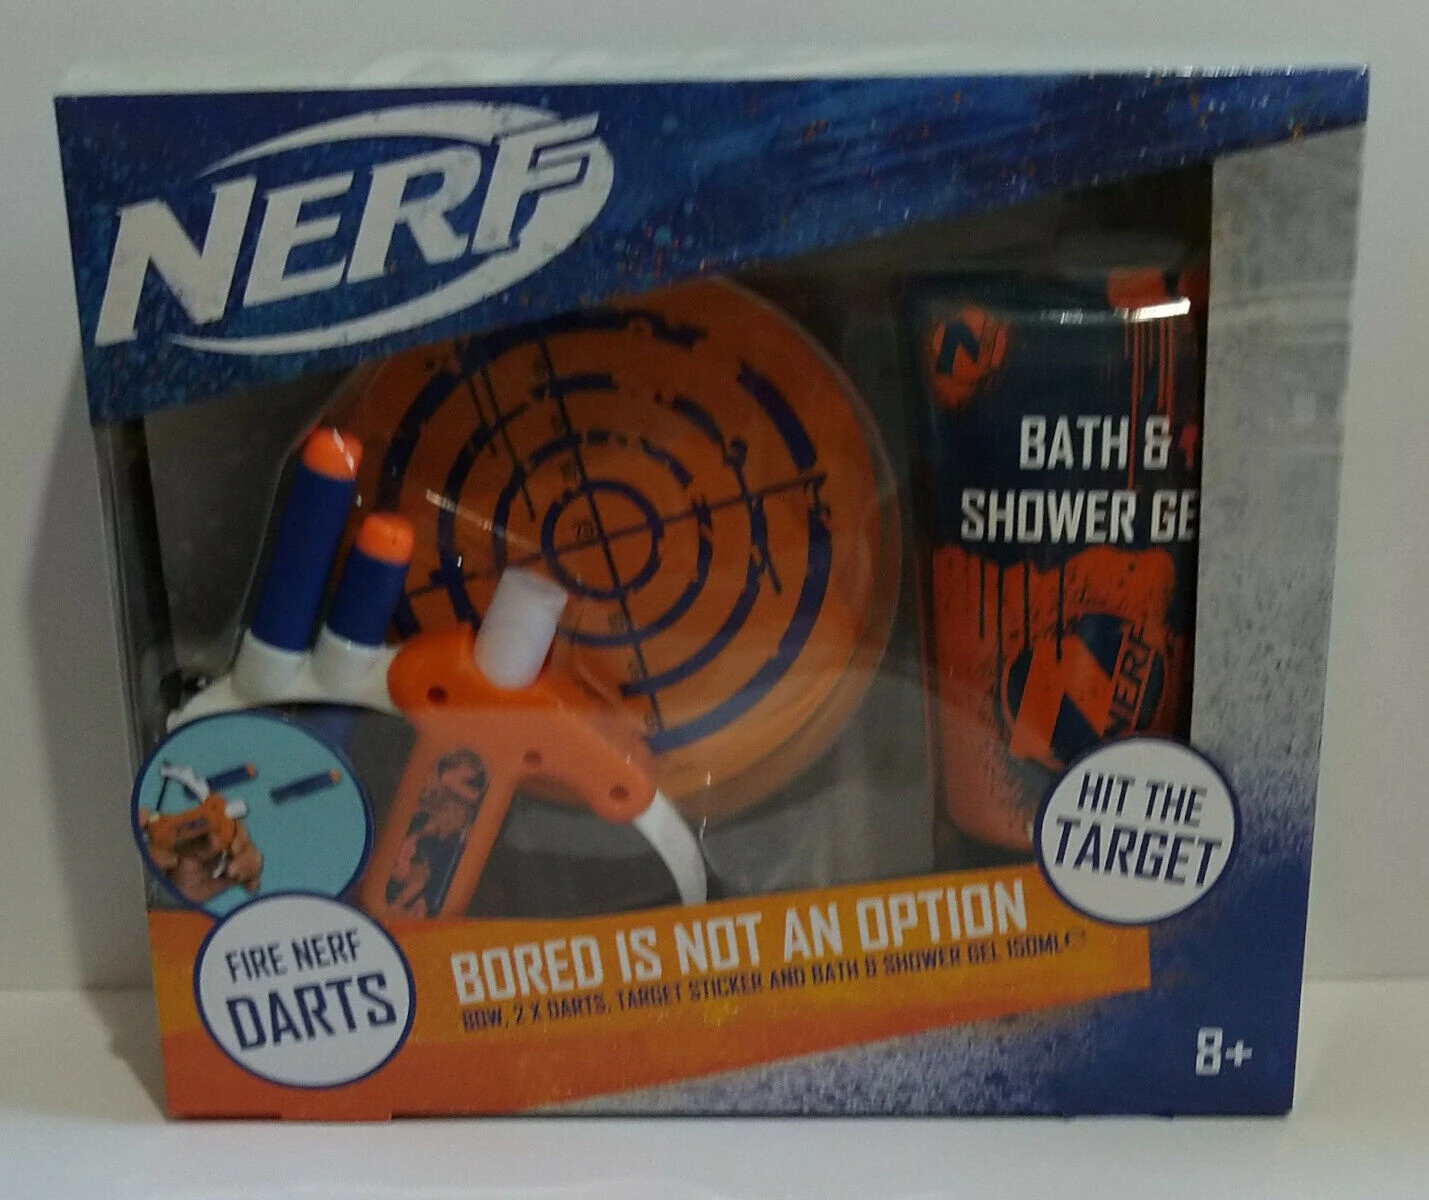 NERF
20
BATH &
SHOWER GE
NERF
HIT THE
TARGET
FIRE NERF
DARTS
BORED IS NOT AN OPTION
BOW, 2 X DARTS, TARGET STICKER AND BATH & SHOWER GEL 150ML℮
8+